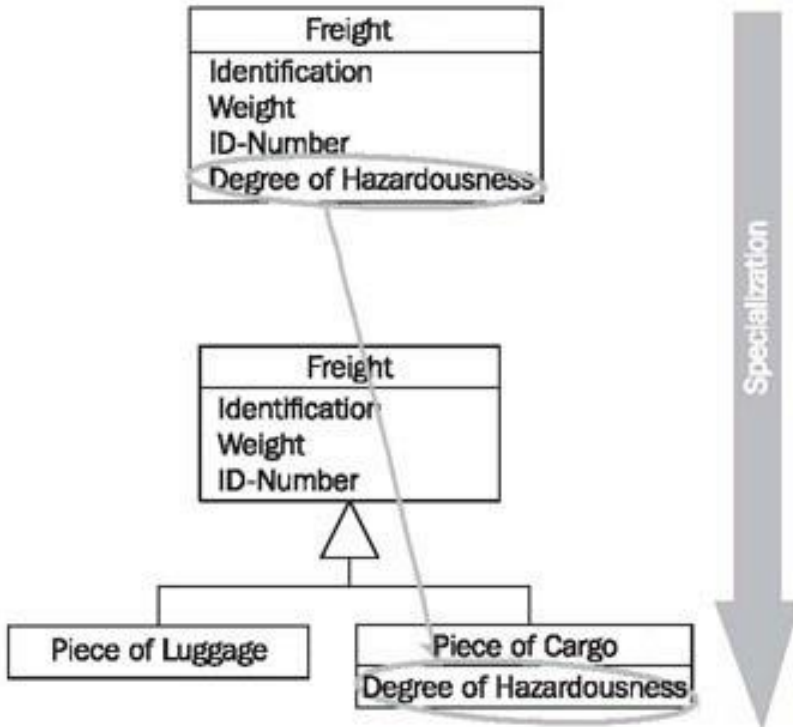 Freight
Identification
Weight
ID-Number
Degree of Hazardousness
Specialization
Freight
Identification
Weight
ID-Number
Piece of Luggage
Piece of Cargo
Degree of Hazardousness